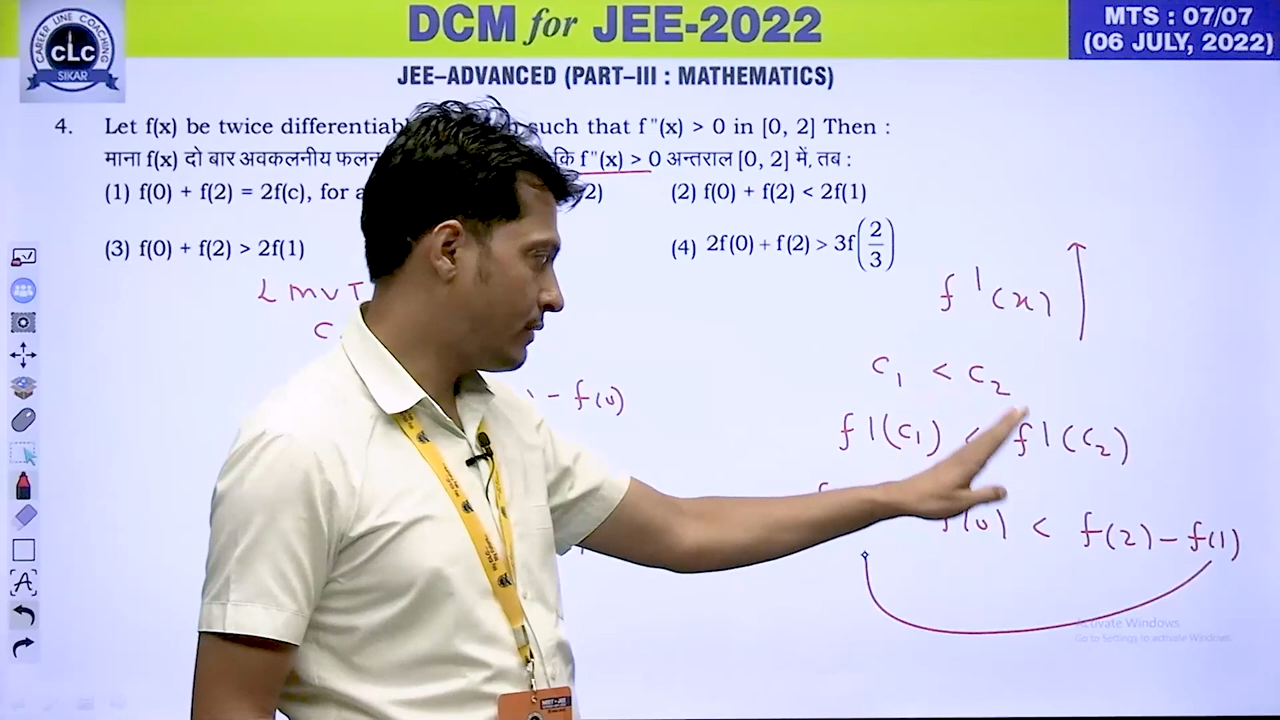 DCM for JEE-2022
MTS : 07/07
(06 JULY, 2022)
CAREER LINE COACHING
CLC
SIKAR
JEE–ADVANCED (PART–III : MATHEMATICS)
4. Let f(x) be twice such that f "(x) > 0 in [0, 2] Then :
माना f(x) दो बार अवकलनीय कि f "(x) > 0 अन्तराल [0, 2] में, तब :
(1) f(0) + f(2) = 2f(c), for 2)
(2) f(0) + f(2) < 2f(1)
(3) f(0) + f(2) > 2f(1)
(4) 2f(0) + f(2) > 3f(2/3)
LMVT
f'(x) ↑
c₁ < c₂
- f(0)
f'(c₁) < f'(c₂)
f(0) < f(2) – f(1)
Activate Windows
Go to Settings to activate Windows.